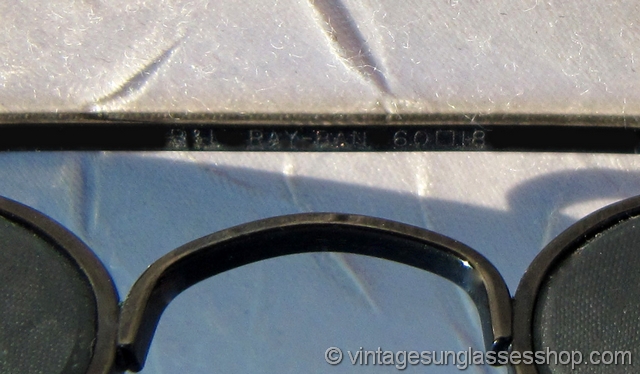 B&L RAY-BAN 60□18
© vintagesunglassesshop.com